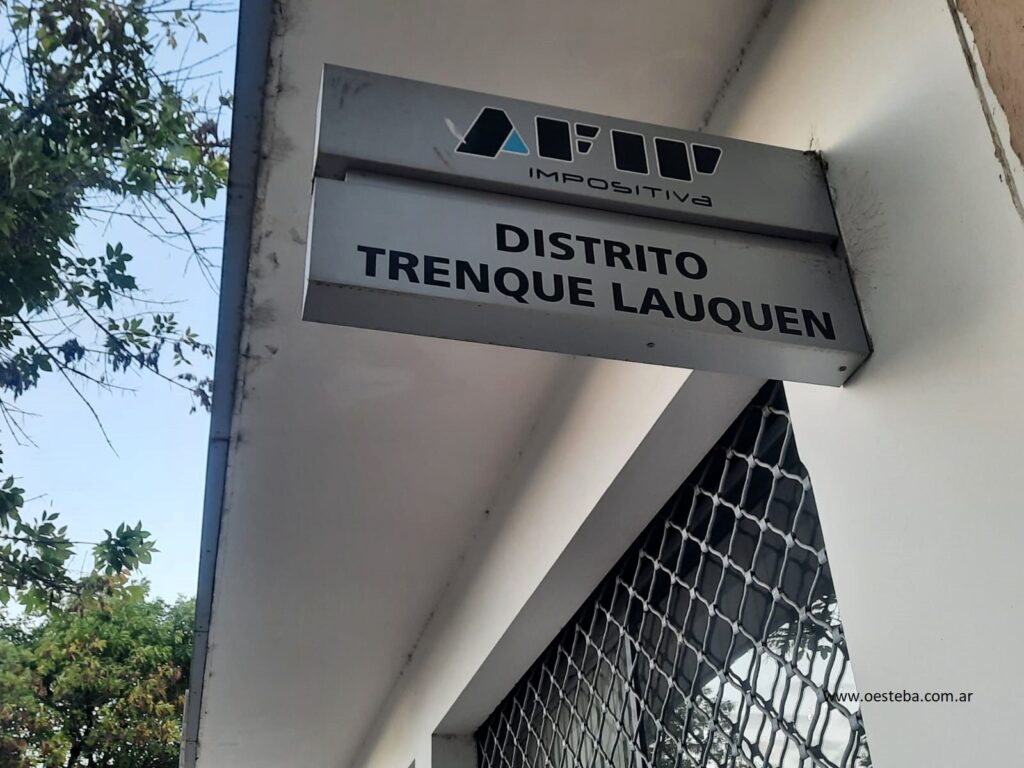 AFIP
IMPOSITIVa
DISTRITO
TRENQUE LAUQUEN
www.oesteba.com.ar